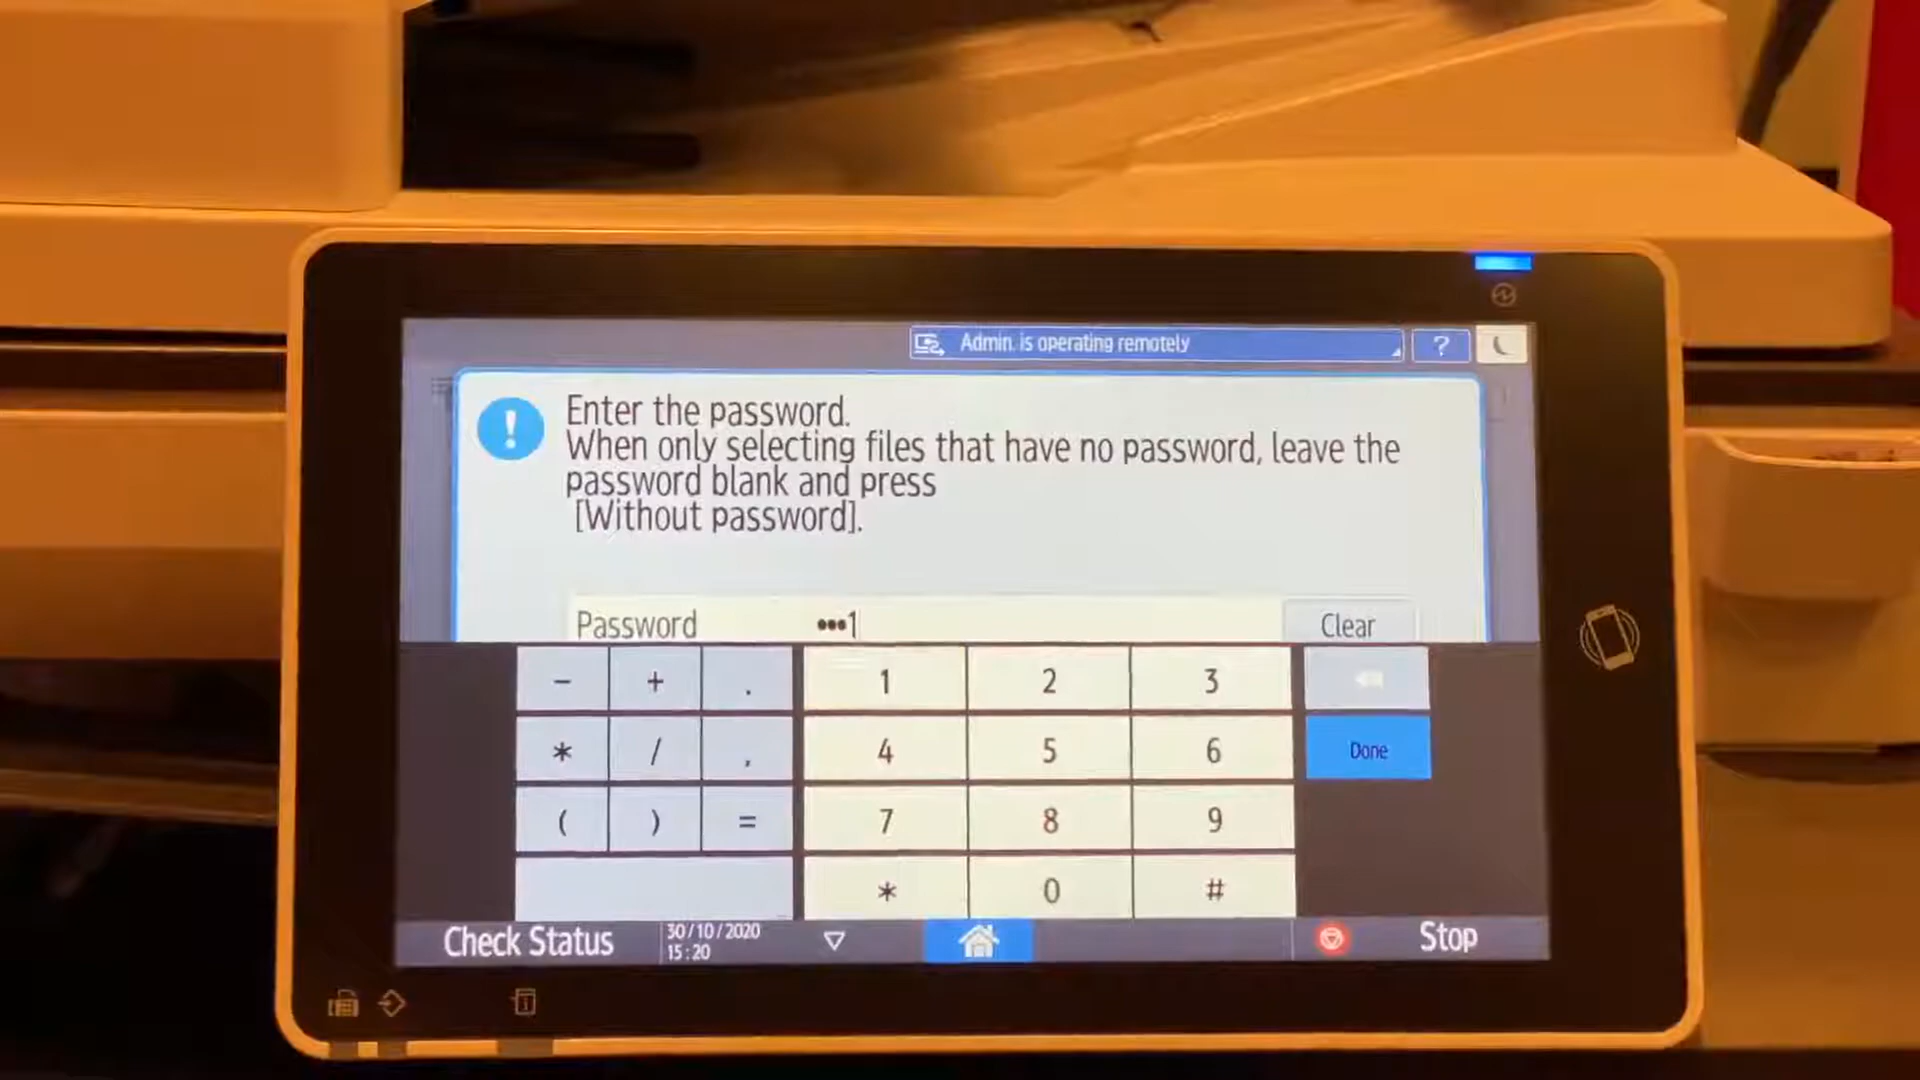 Admin. is operating remotely
?
Enter the password.
When only selecting files that have no password, leave the
password blank and press
[Without password].
Password •••1 Clear
- + . 1 2 3
* / , 4 5 6 Done
( ) = 7 8 9
* 0 #
Check Status 30/10/2020 Stop
15:20